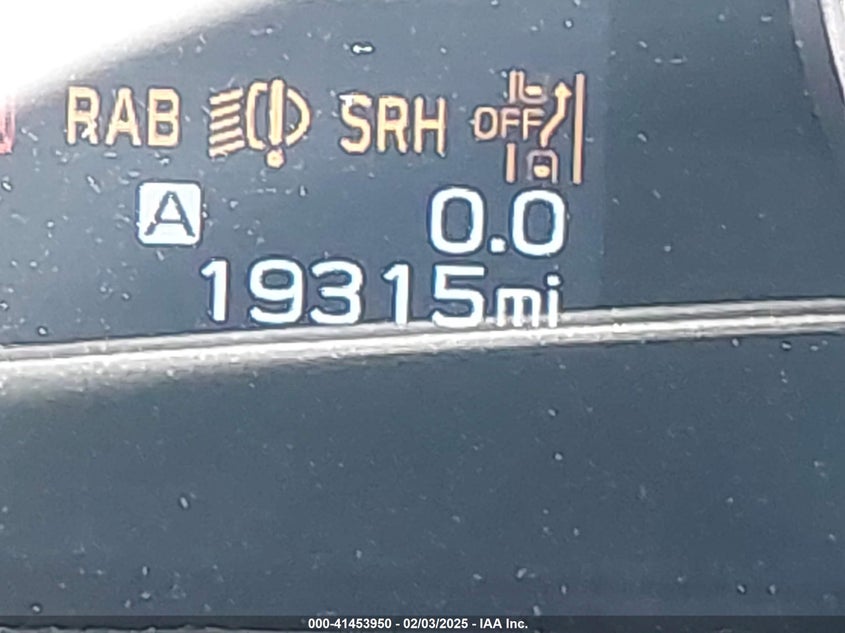 RAB SRH OFF
A 0.0
19315mi
000-41453950 - 02/03/2025 - IAA Inc.